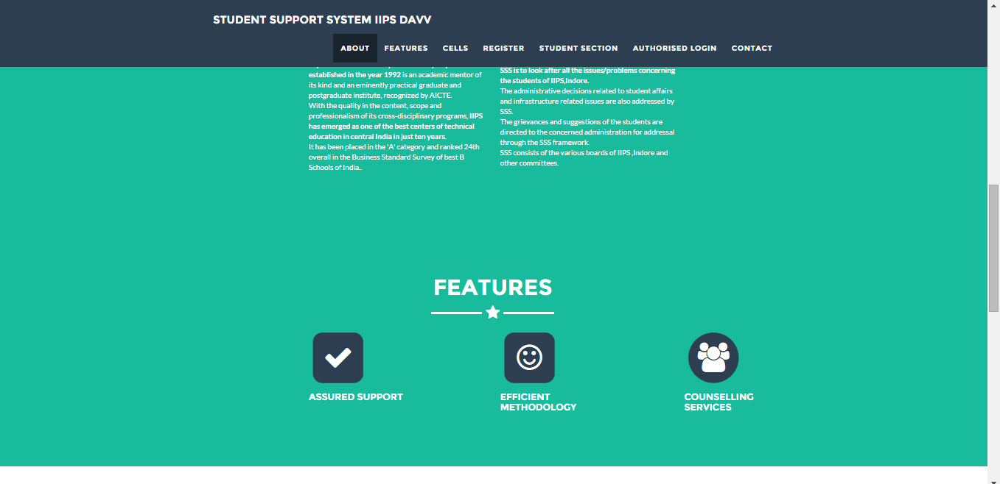 STUDENT SUPPORT SYSTEM IIPS DAVV
ABOUT FEATURES CELLS REGISTER STUDENT SECTION AUTHORISED LOGIN CONTACT
established in the year 1992 is an academic mentor of
its kind and an eminently practical graduate and
postgraduate institute, recognized by AICTE.
With the quality in the content, scope and
professionalism of its cross-disciplinary programs, IIPS
has emerged as one of the best centers of technical
education in central India in just ten years.
It has been placed in the 'A' category and ranked 24th
overall in the Business Standard Survey of best B
Schools of India..
SSS is to look after all the issues/problems concerning
the students of IIPS,Indore.
The administrative decisions related to student affairs
and infrastructure related issues are also addressed by
SSS.
The grievances and suggestions of the students are
directed to the concerned administration for addressal
through the SSS framework.
SSS consists of the various boards of IIPS ,Indore and
other committees.
FEATURES
ASSURED SUPPORT
EFFICIENT
METHODOLOGY
COUNSELLING
SERVICES